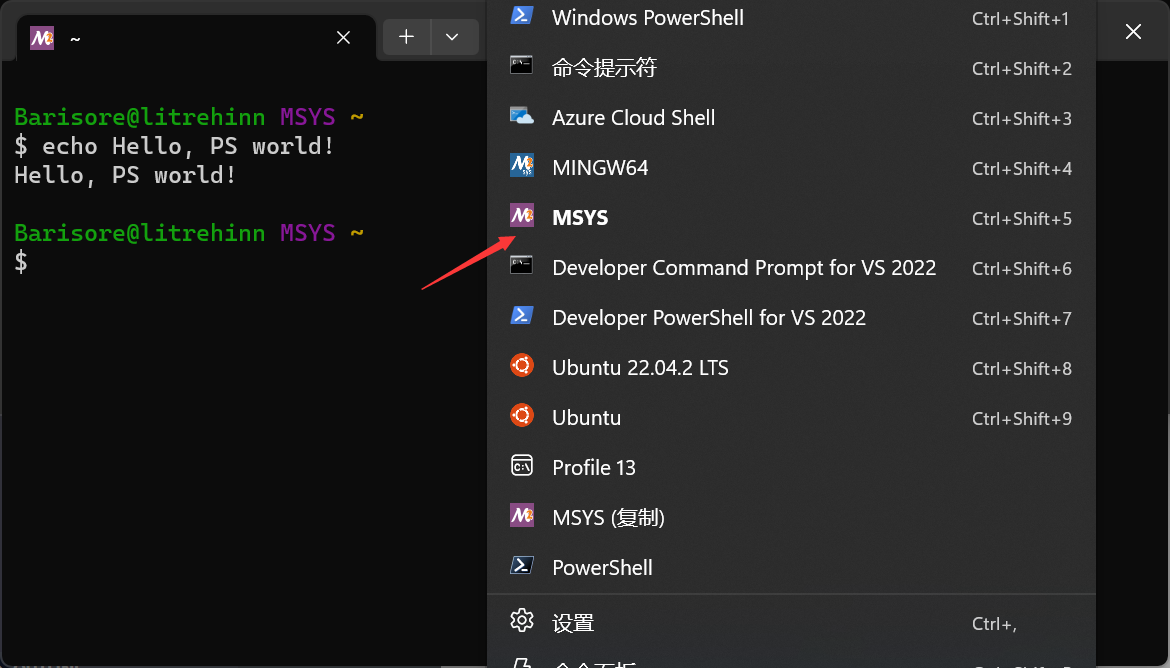 ~
Barisore@litrehinn MSYS ~
$ echo Hello, PS world!
Hello, PS world!
Barisore@litrehinn MSYS ~
$
Windows PowerShell Ctrl+Shift+1
命令提示符 Ctrl+Shift+2
Azure Cloud Shell Ctrl+Shift+3
MINGW64 Ctrl+Shift+4
MSYS Ctrl+Shift+5
Developer Command Prompt for VS 2022 Ctrl+Shift+6
Developer PowerShell for VS 2022 Ctrl+Shift+7
Ubuntu 22.04.2 LTS Ctrl+Shift+8
Ubuntu Ctrl+Shift+9
Profile 13
MSYS (复制)
PowerShell
设置 Ctrl+,